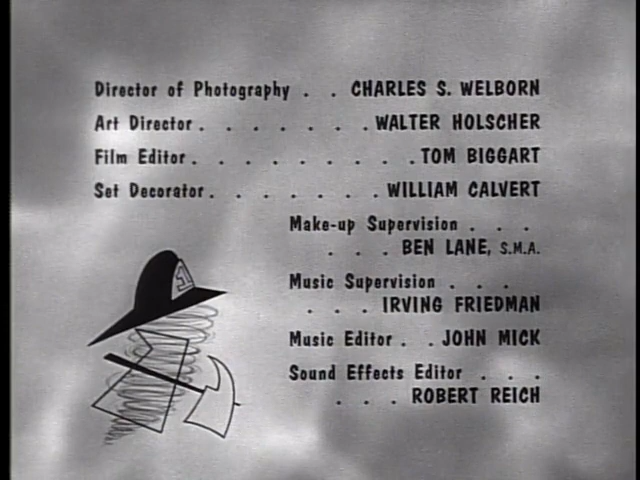 Director of Photography . . CHARLES S. WELBORN
Art Director . . . . . . . WALTER HOLSCHER
Film Editor . . . . . . . . . TOM BIGGART
Set Decorator . . . . . . . WILLIAM CALVERT
Make-up Supervision . . .
. . . BEN LANE, S.M.A.
Music Supervision . . .
. . . IRVING FRIEDMAN
Music Editor . . JOHN MICK
Sound Effects Editor . . .
. . . ROBERT REICH
51